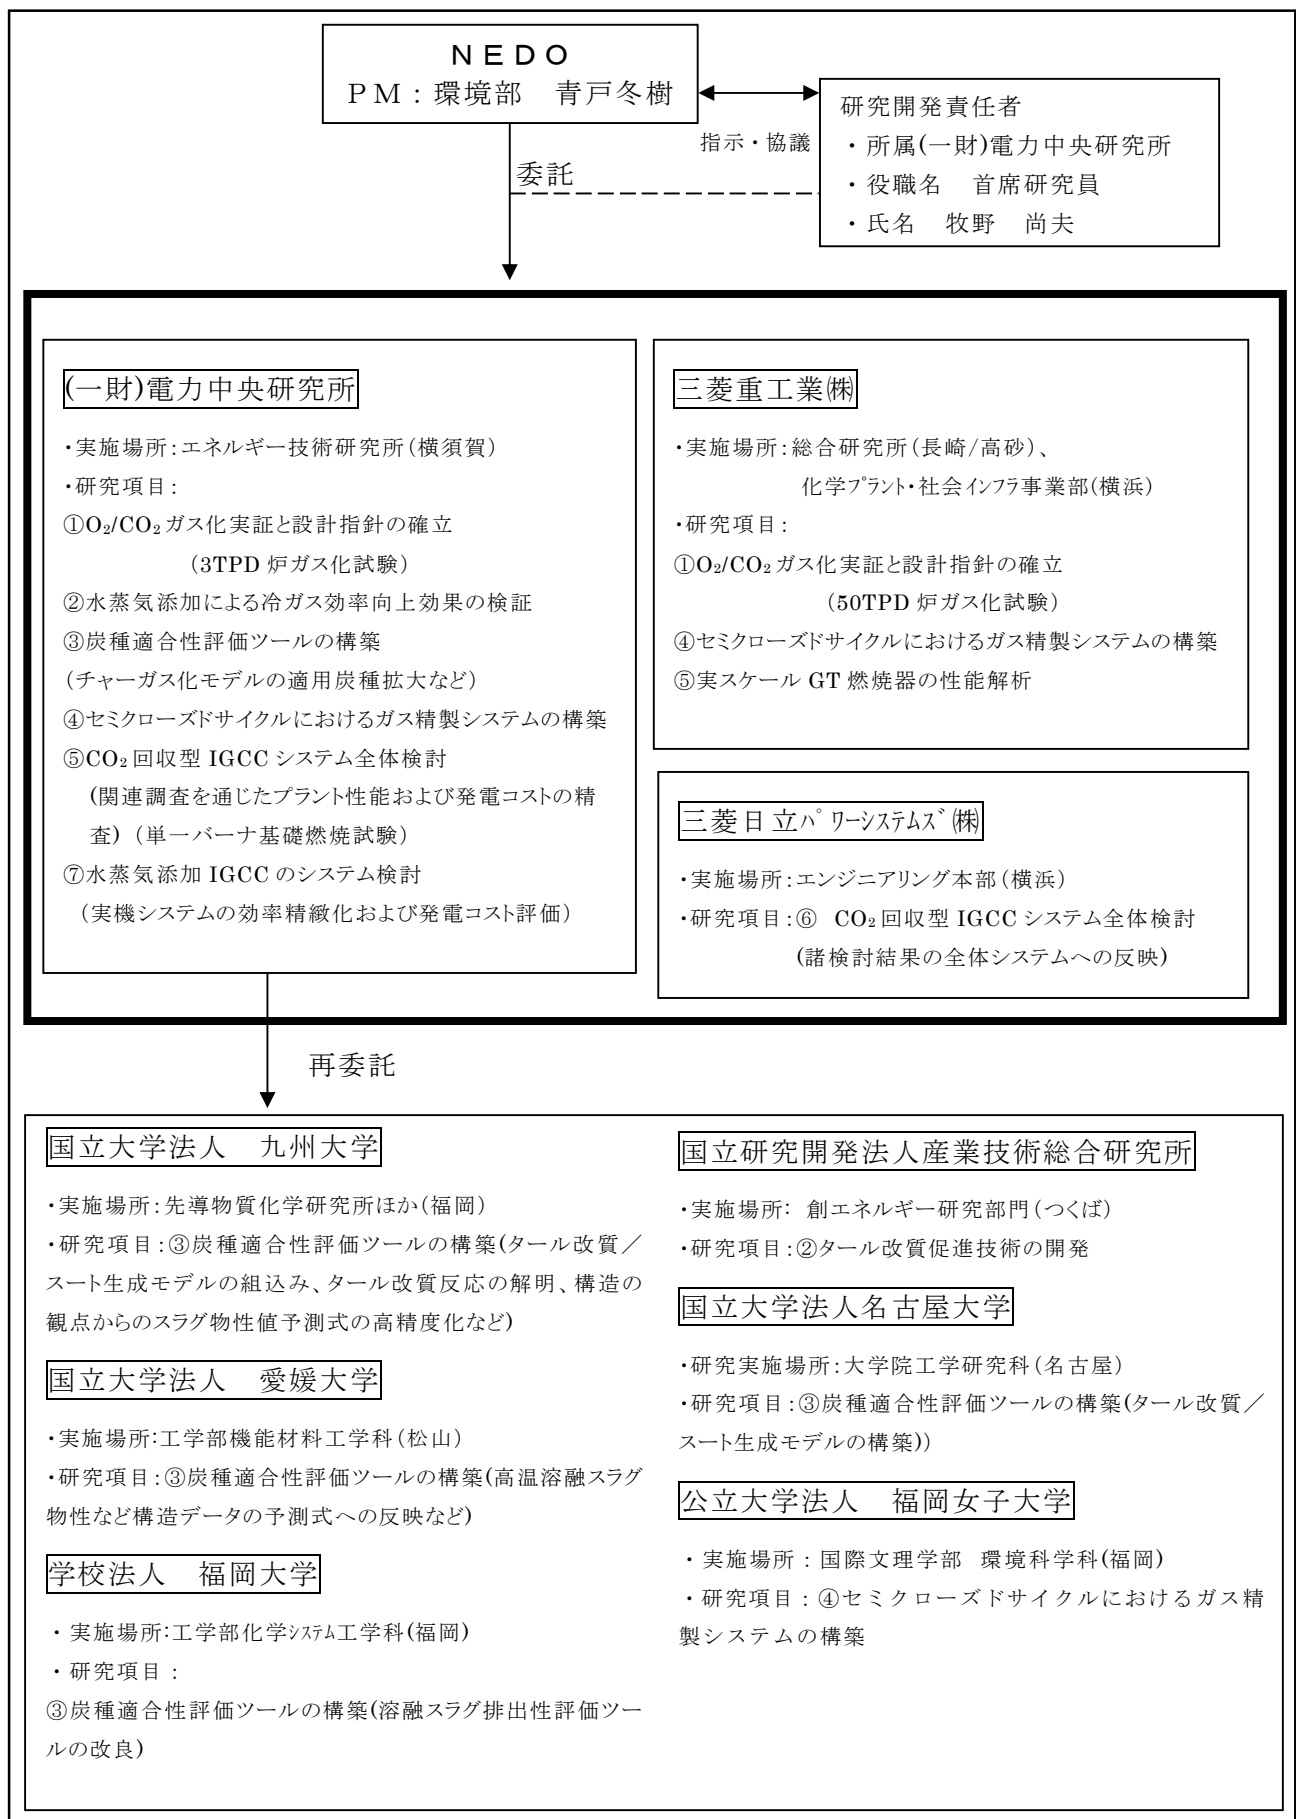 ＮＥＤＯ
ＰＭ：環境部　青戸冬樹
研究開発責任者
・所属(一財)電力中央研究所
・役職名　首席研究員
・氏名　牧野　尚夫
指示・協議
委託
(一財)電力中央研究所
・実施場所：エネルギー技術研究所（横須賀）
・研究項目：
①O₂/CO₂ガス化実証と設計指針の確立
（3TPD 炉ガス化試験）
②水蒸気添加による冷ガス効率向上効果の検証
③炭種適合性評価ツールの構築
（チャーガス化モデルの適用炭種拡大など）
④セミクローズドサイクルにおけるガス精製システムの構築
⑤CO₂回収型 IGCC システム全体検討
(関連調査を通じたプラント性能および発電コストの精
査)（単一バーナ基礎燃焼試験）
⑦水蒸気添加 IGCC のシステム検討
（実機システムの効率精緻化および発電コスト評価）
三菱重工業㈱
・実施場所：総合研究所（長崎/高砂）、
化学ﾌﾟﾗﾝﾄ・社会ｲﾝﾌﾗ事業部(横浜）
・研究項目：
①O₂/CO₂ガス化実証と設計指針の確立
（50TPD 炉ガス化試験）
④セミクローズドサイクルにおけるガス精製システムの構築
⑤実スケール GT 燃焼器の性能解析
三菱日立ﾊﾟﾜｰｼｽﾃﾑｽﾞ㈱
・実施場所：エンジニアリング本部（横浜）
・研究項目：⑥　CO₂回収型 IGCC システム全体検討
(諸検討結果の全体システムへの反映）
再委託
国立大学法人　九州大学
・実施場所：先導物質化学研究所ほか（福岡）
・研究項目：③炭種適合性評価ツールの構築(タール改質／
スート生成モデルの組込み、タール改質反応の解明、構造の
観点からのスラグ物性値予測式の高精度化など)
国立大学法人　愛媛大学
・実施場所：工学部機能材料工学科（松山）
・研究項目：③炭種適合性評価ツールの構築(高温溶融スラグ
物性など構造データの予測式への反映など)
学校法人　福岡大学
・実施場所：工学部化学ｼｽﾃﾑ工学科(福岡）
・研究項目：
③炭種適合性評価ツールの構築(溶融スラグ排出性評価ツー
ルの改良）
国立研究開発法人産業技術総合研究所
・実施場所：　創エネルギー研究部門（つくば）
・研究項目：②タール改質促進技術の開発
国立大学法人名古屋大学
・研究実施場所：大学院工学研究科（名古屋）
・研究項目：③炭種適合性評価ツールの構築(タール改質／
スート生成モデルの構築)）
公立大学法人　福岡女子大学
・実施場所：国際文理学部　環境科学科(福岡）
・研究項目：④セミクローズドサイクルにおけるガス精
製システムの構築